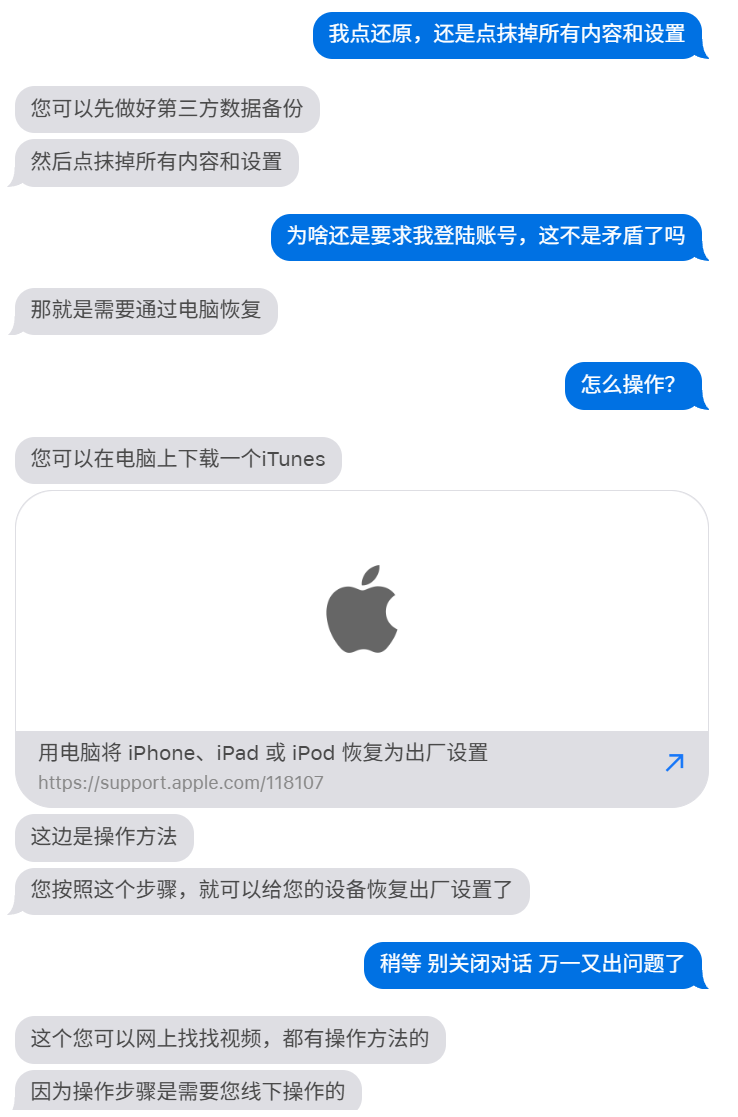 我点还原，还是点抹掉所有内容和设置
您可以先做好第三方数据备份
然后点抹掉所有内容和设置
为啥还是要求我登陆账号，这不是矛盾了吗
那就是需要通过电脑恢复
怎么操作？
您可以在电脑上下载一个iTunes
用电脑将 iPhone、iPad 或 iPod 恢复为出厂设置
https://support.apple.com/118107
这边是操作方法
您按照这个步骤，就可以给您的设备恢复出厂设置了
稍等 别关闭对话 万一又出问题了
这个您可以网上找找视频，都有操作方法的
因为操作步骤是需要您线下操作的